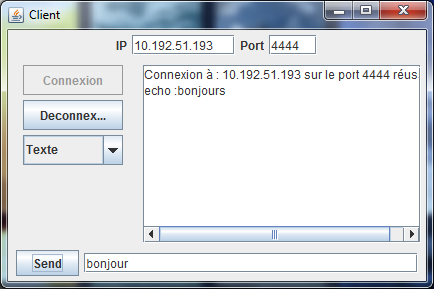 Client
IP 10.192.51.193 Port 4444
Connexion
Deconnex...
Texte
Connexion à : 10.192.51.193 sur le port 4444 réus
echo :bonjours
Send bonjour